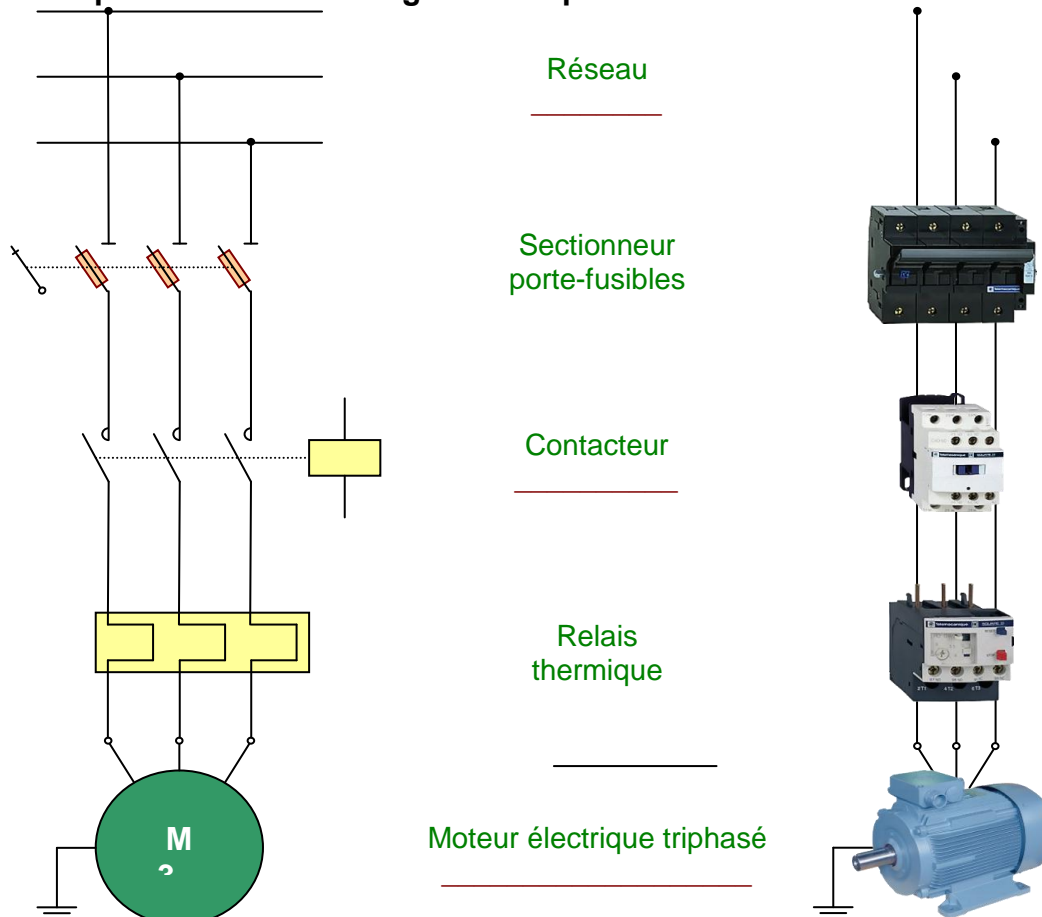 Réseau
Sectionneur
porte-fusibles
Contacteur
Relais
thermique
M
Moteur électrique triphasé